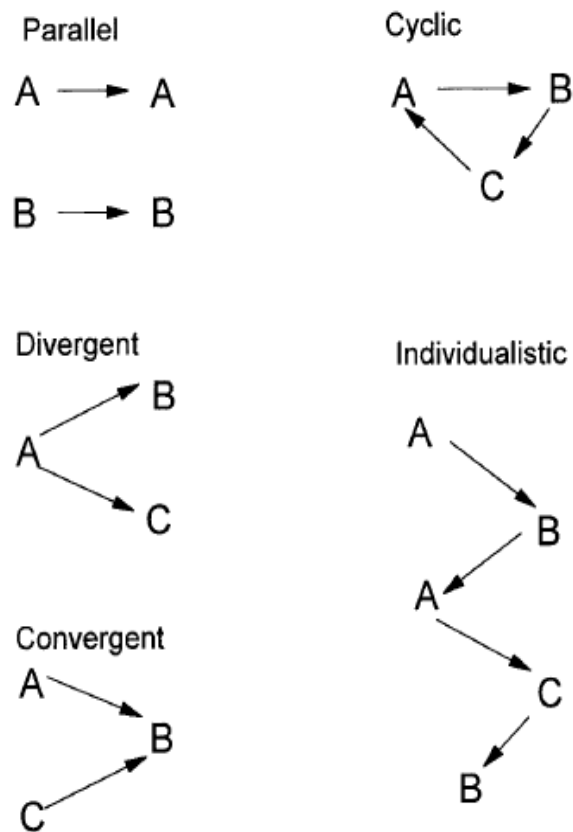 Parallel
A A
B B
Divergent
B
A
C
Convergent
A
B
C
Cyclic
A B
C
Individualistic
A
B
A
C
B